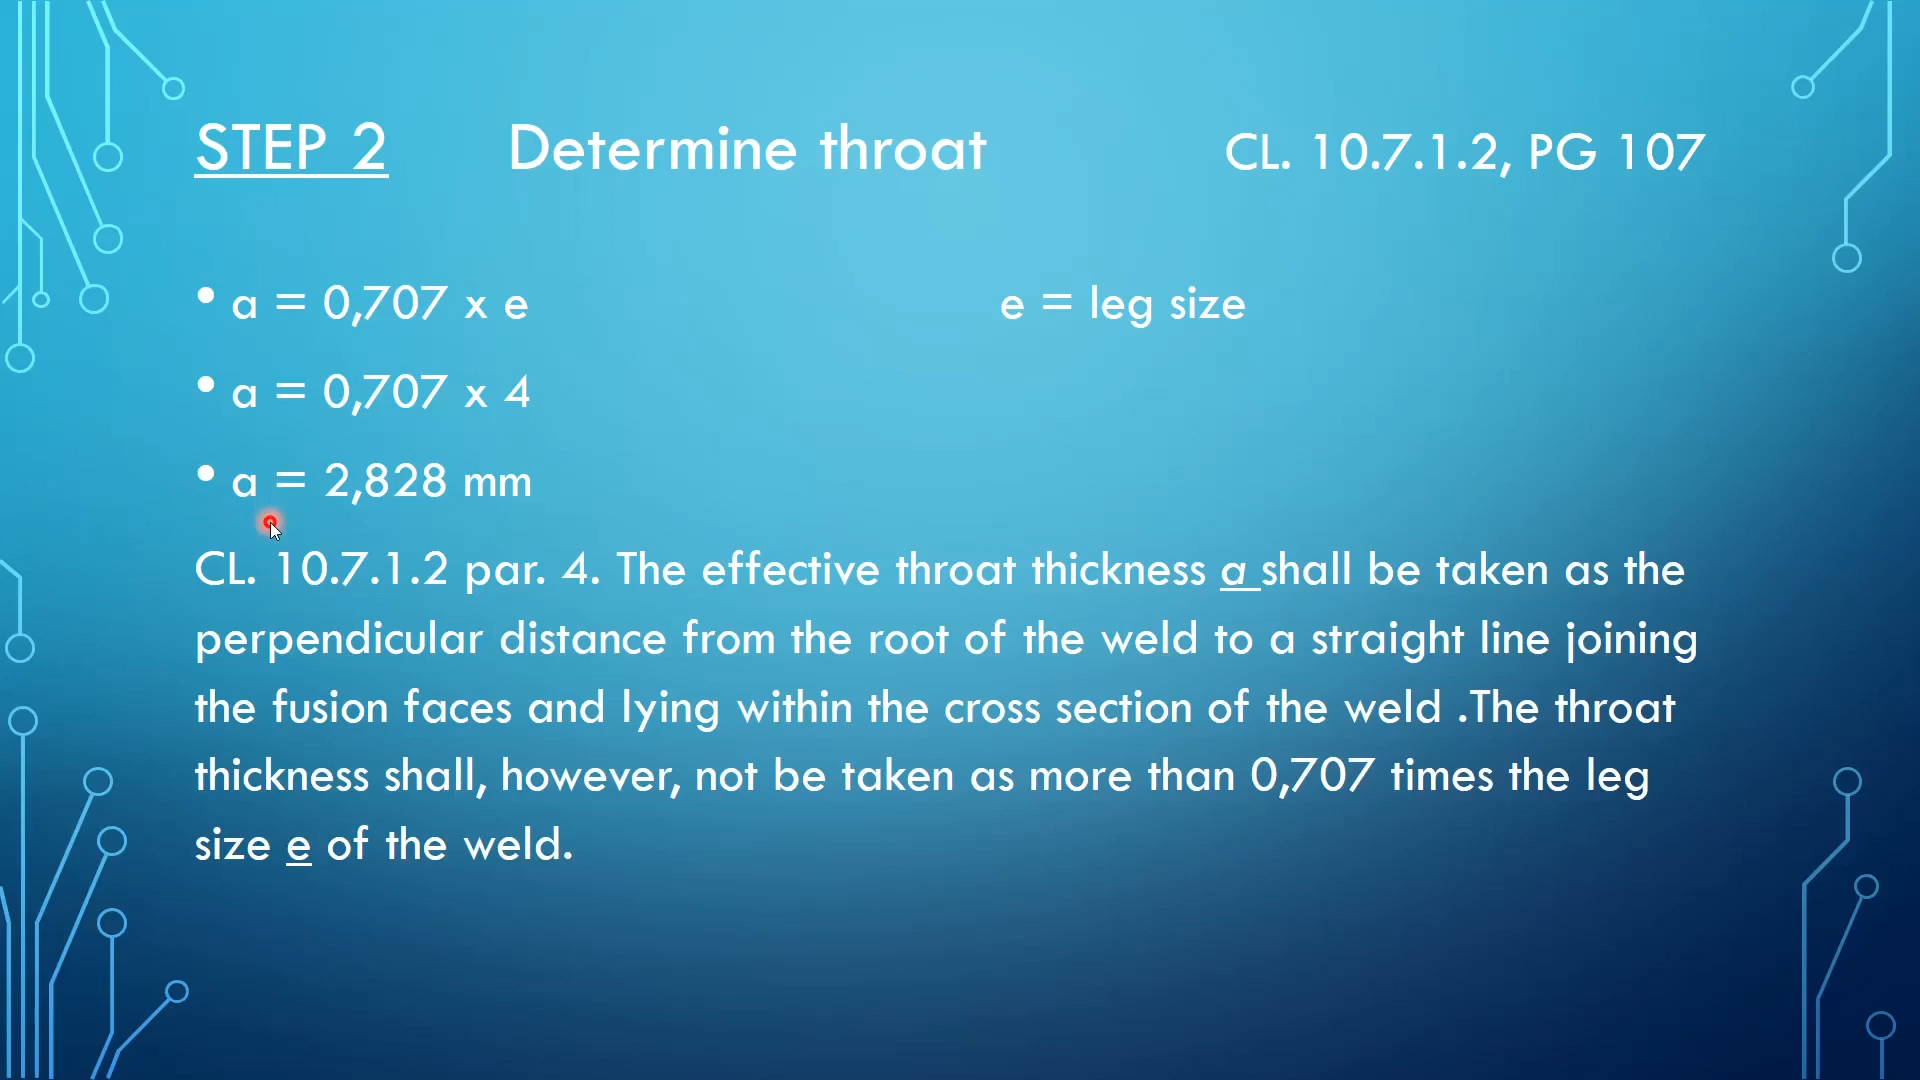 STEP 2 Determine throat CL. 10.7.1.2, PG 107
• a = 0,707 x e e = leg size
• a = 0,707 x 4
• a = 2,828 mm
CL. 10.7.1.2 par. 4. The effective throat thickness a shall be taken as the
perpendicular distance from the root of the weld to a straight line joining
the fusion faces and lying within the cross section of the weld .The throat
thickness shall, however, not be taken as more than 0,707 times the leg
size e of the weld.